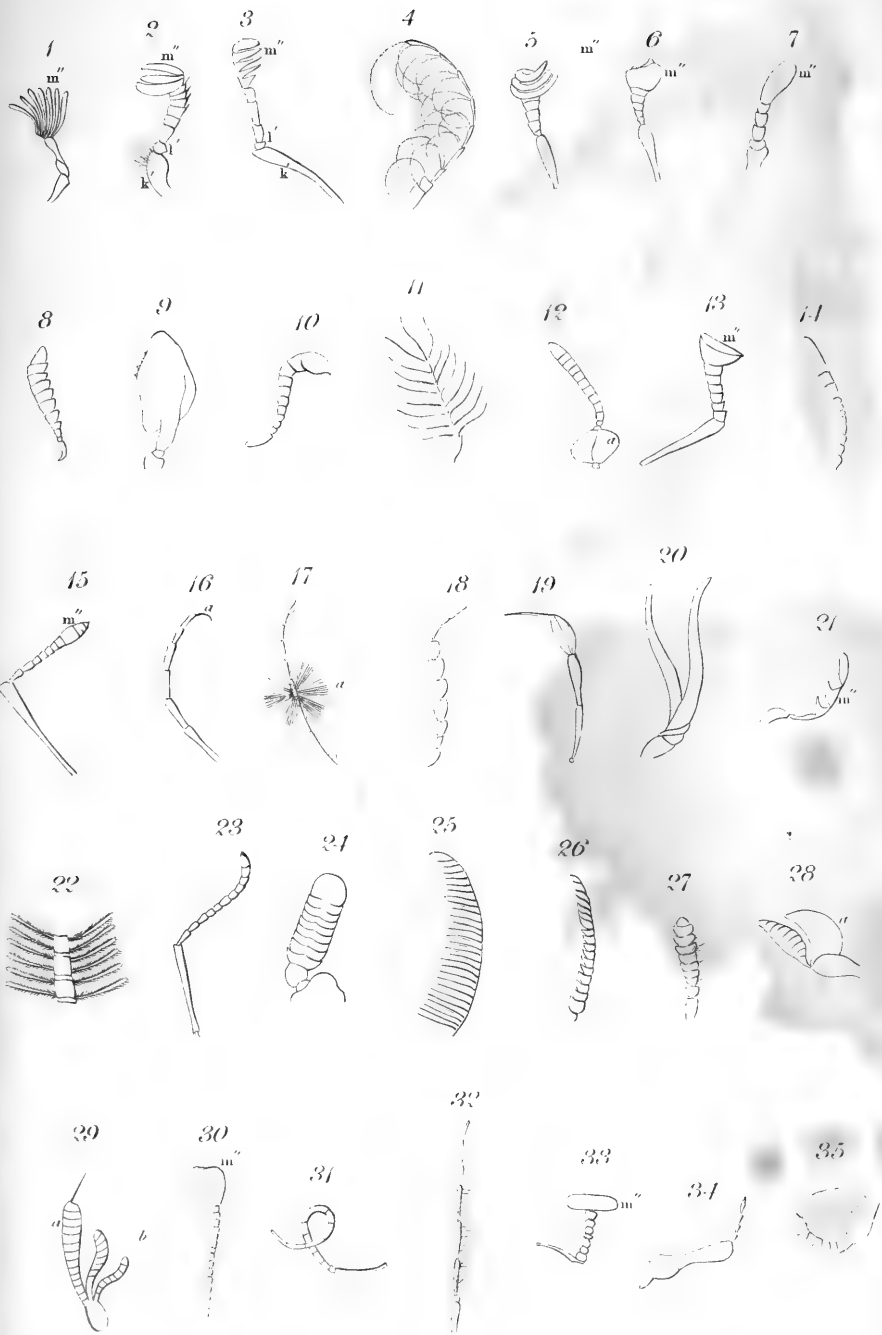 1 2 3 4 5 m" 6 7
m" m" m" m" m"
l' l'
k k
8 9 10 11 12 13 14
m"
a
15 16 17 18 19 20 21
m" a
a m"
22 23 24 25 26 27 28
a
29 30 31 32 33 34 35
m"
a b m"